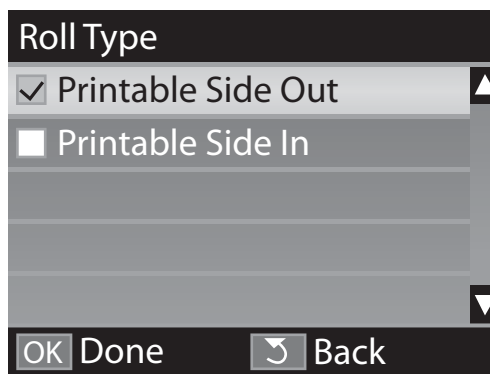 Roll Type
Printable Side Out
Printable Side In
OK Done Back